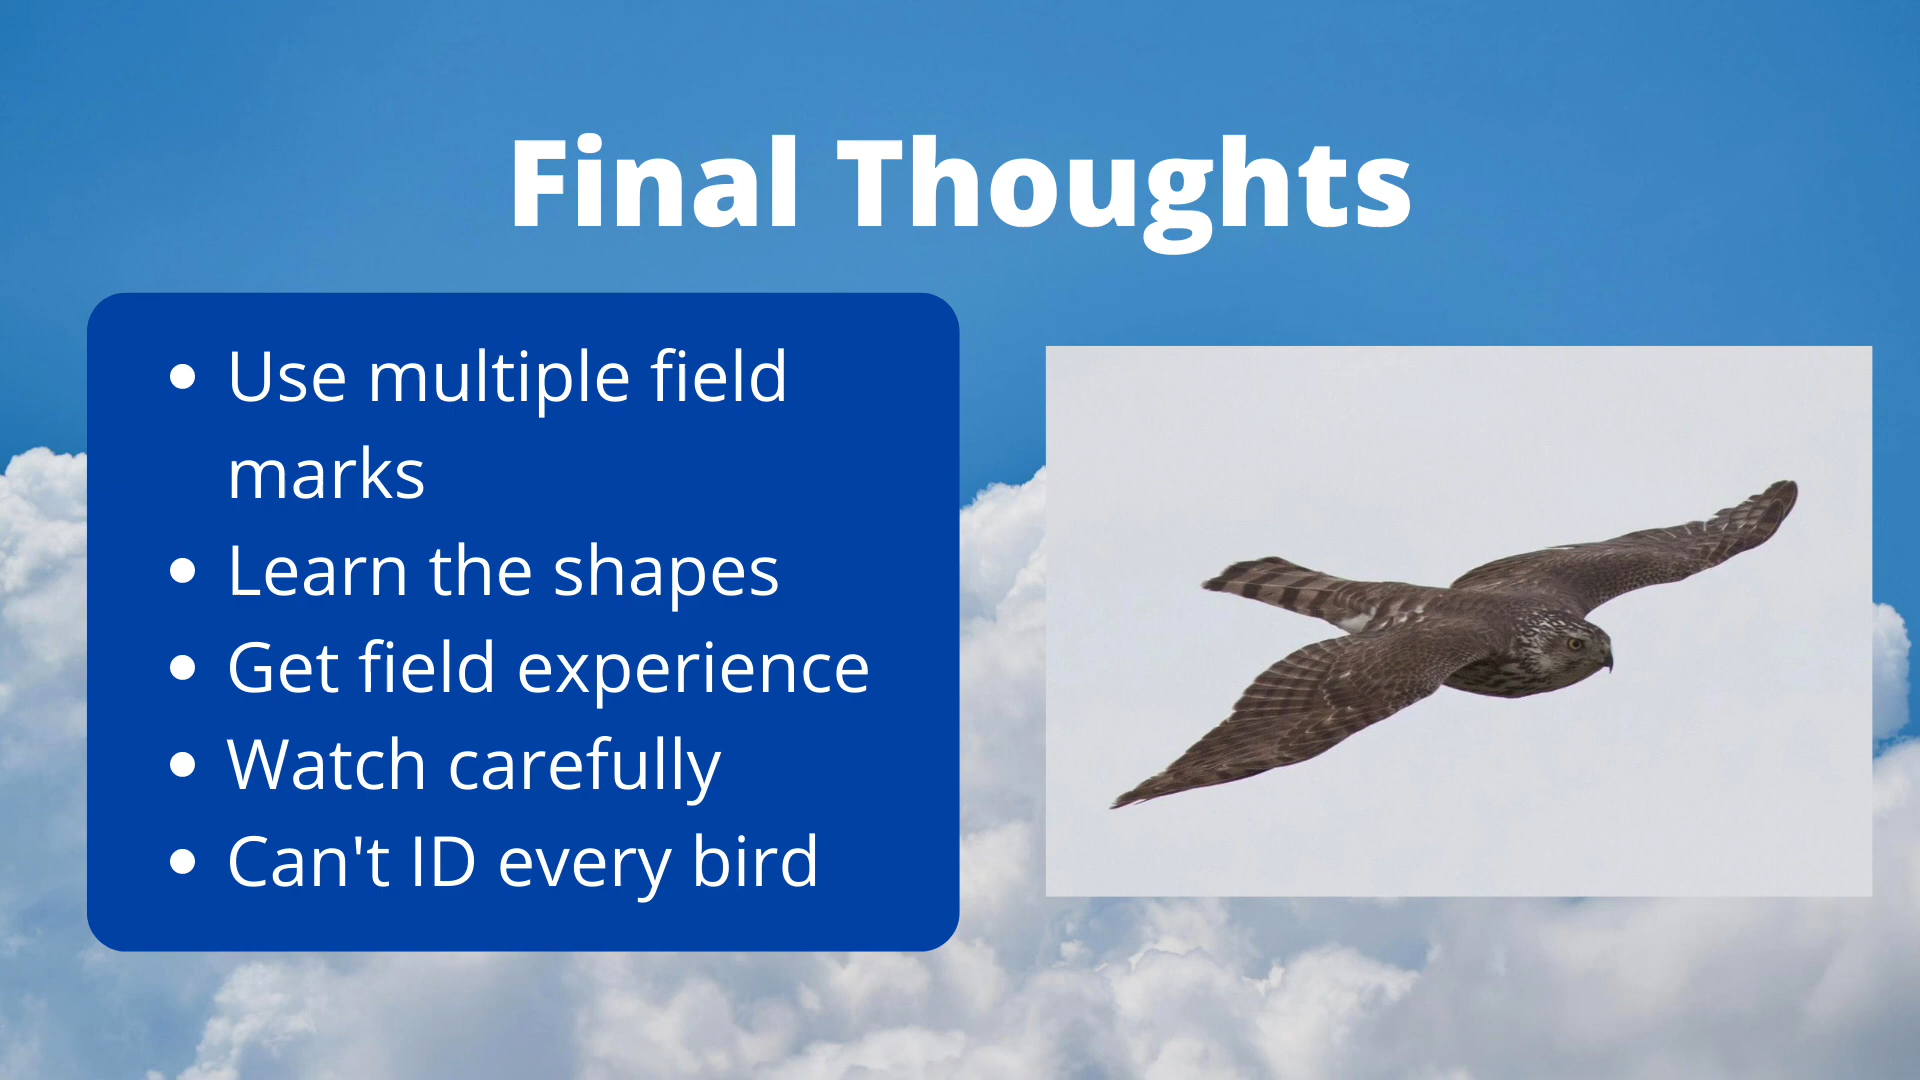 Final Thoughts
• Use multiple field
marks
• Learn the shapes
• Get field experience
• Watch carefully
• Can't ID every bird